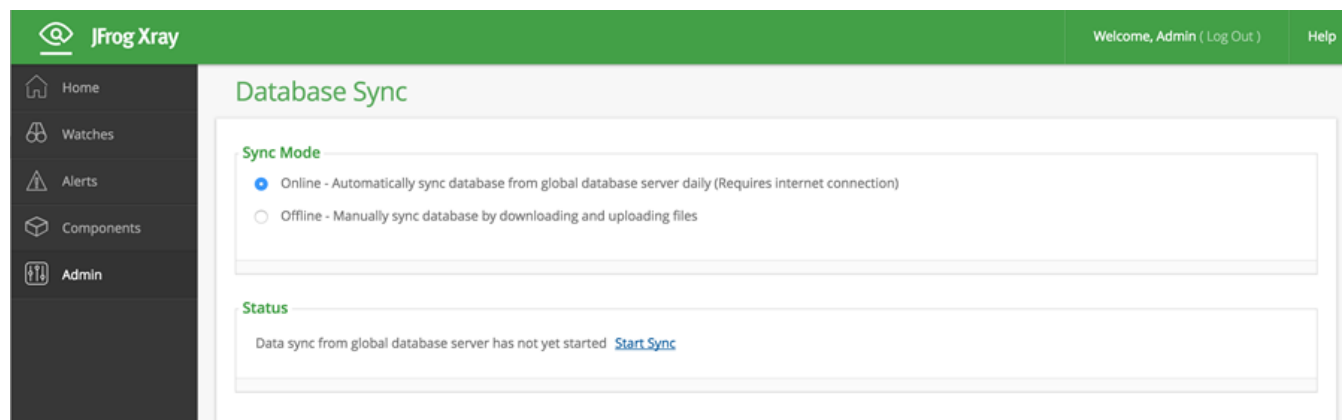 JFrog Xray
Welcome, Admin ( Log Out )
Help
Home
Watches
Alerts
Components
Admin
Database Sync
Sync Mode
Online - Automatically sync database from global database server daily (Requires internet connection)
Offline - Manually sync database by downloading and uploading files
Status
Data sync from global database server has not yet started Start Sync